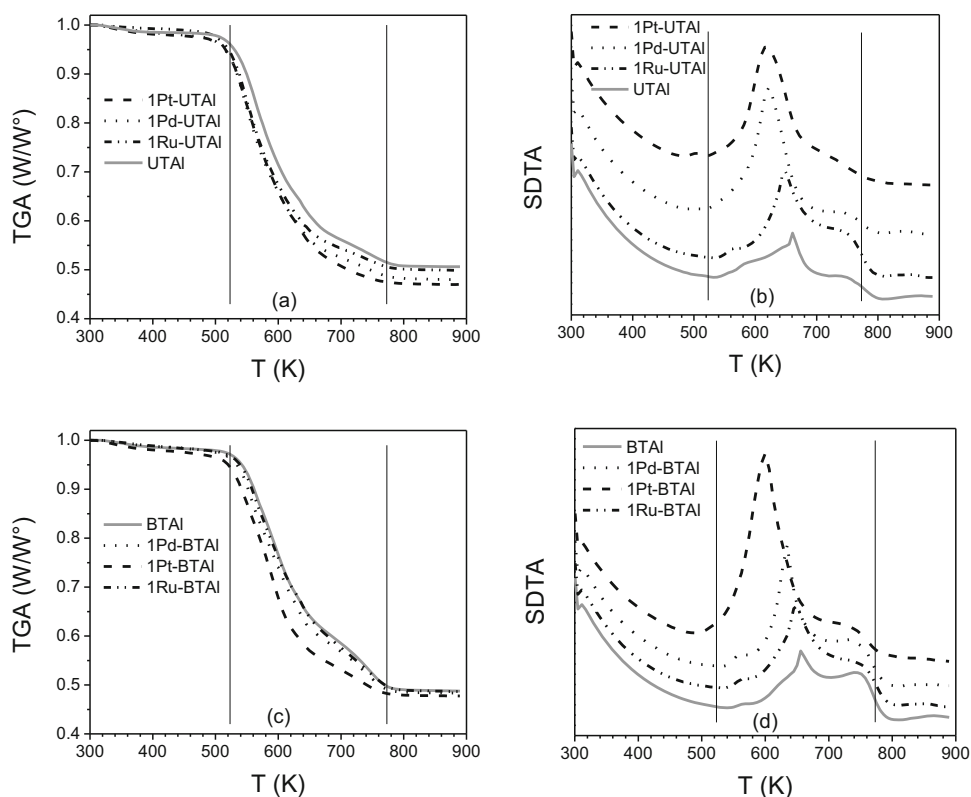 1.0
0.9
0.8
0.7
0.6
0.5
0.4
TGA (W/W°)
1Pt-UTAl
1Pd-UTAl
1Ru-UTAl
UTAl
(a)
300 400 500 600 700 800 900
T (K)
SDTA
1Pt-UTAl
1Pd-UTAl
1Ru-UTAl
UTAl
(b)
300 400 500 600 700 800 900
T (K)
1.0
0.9
0.8
0.7
0.6
0.5
0.4
TGA (W/W°)
BTAl
1Pd-BTAl
1Pt-BTAl
1Ru-BTAl
(c)
300 400 500 600 700 800 900
T (K)
SDTA
BTAl
1Pd-BTAl
1Pt-BTAl
1Ru-BTAl
(d)
300 400 500 600 700 800 900
T (K)